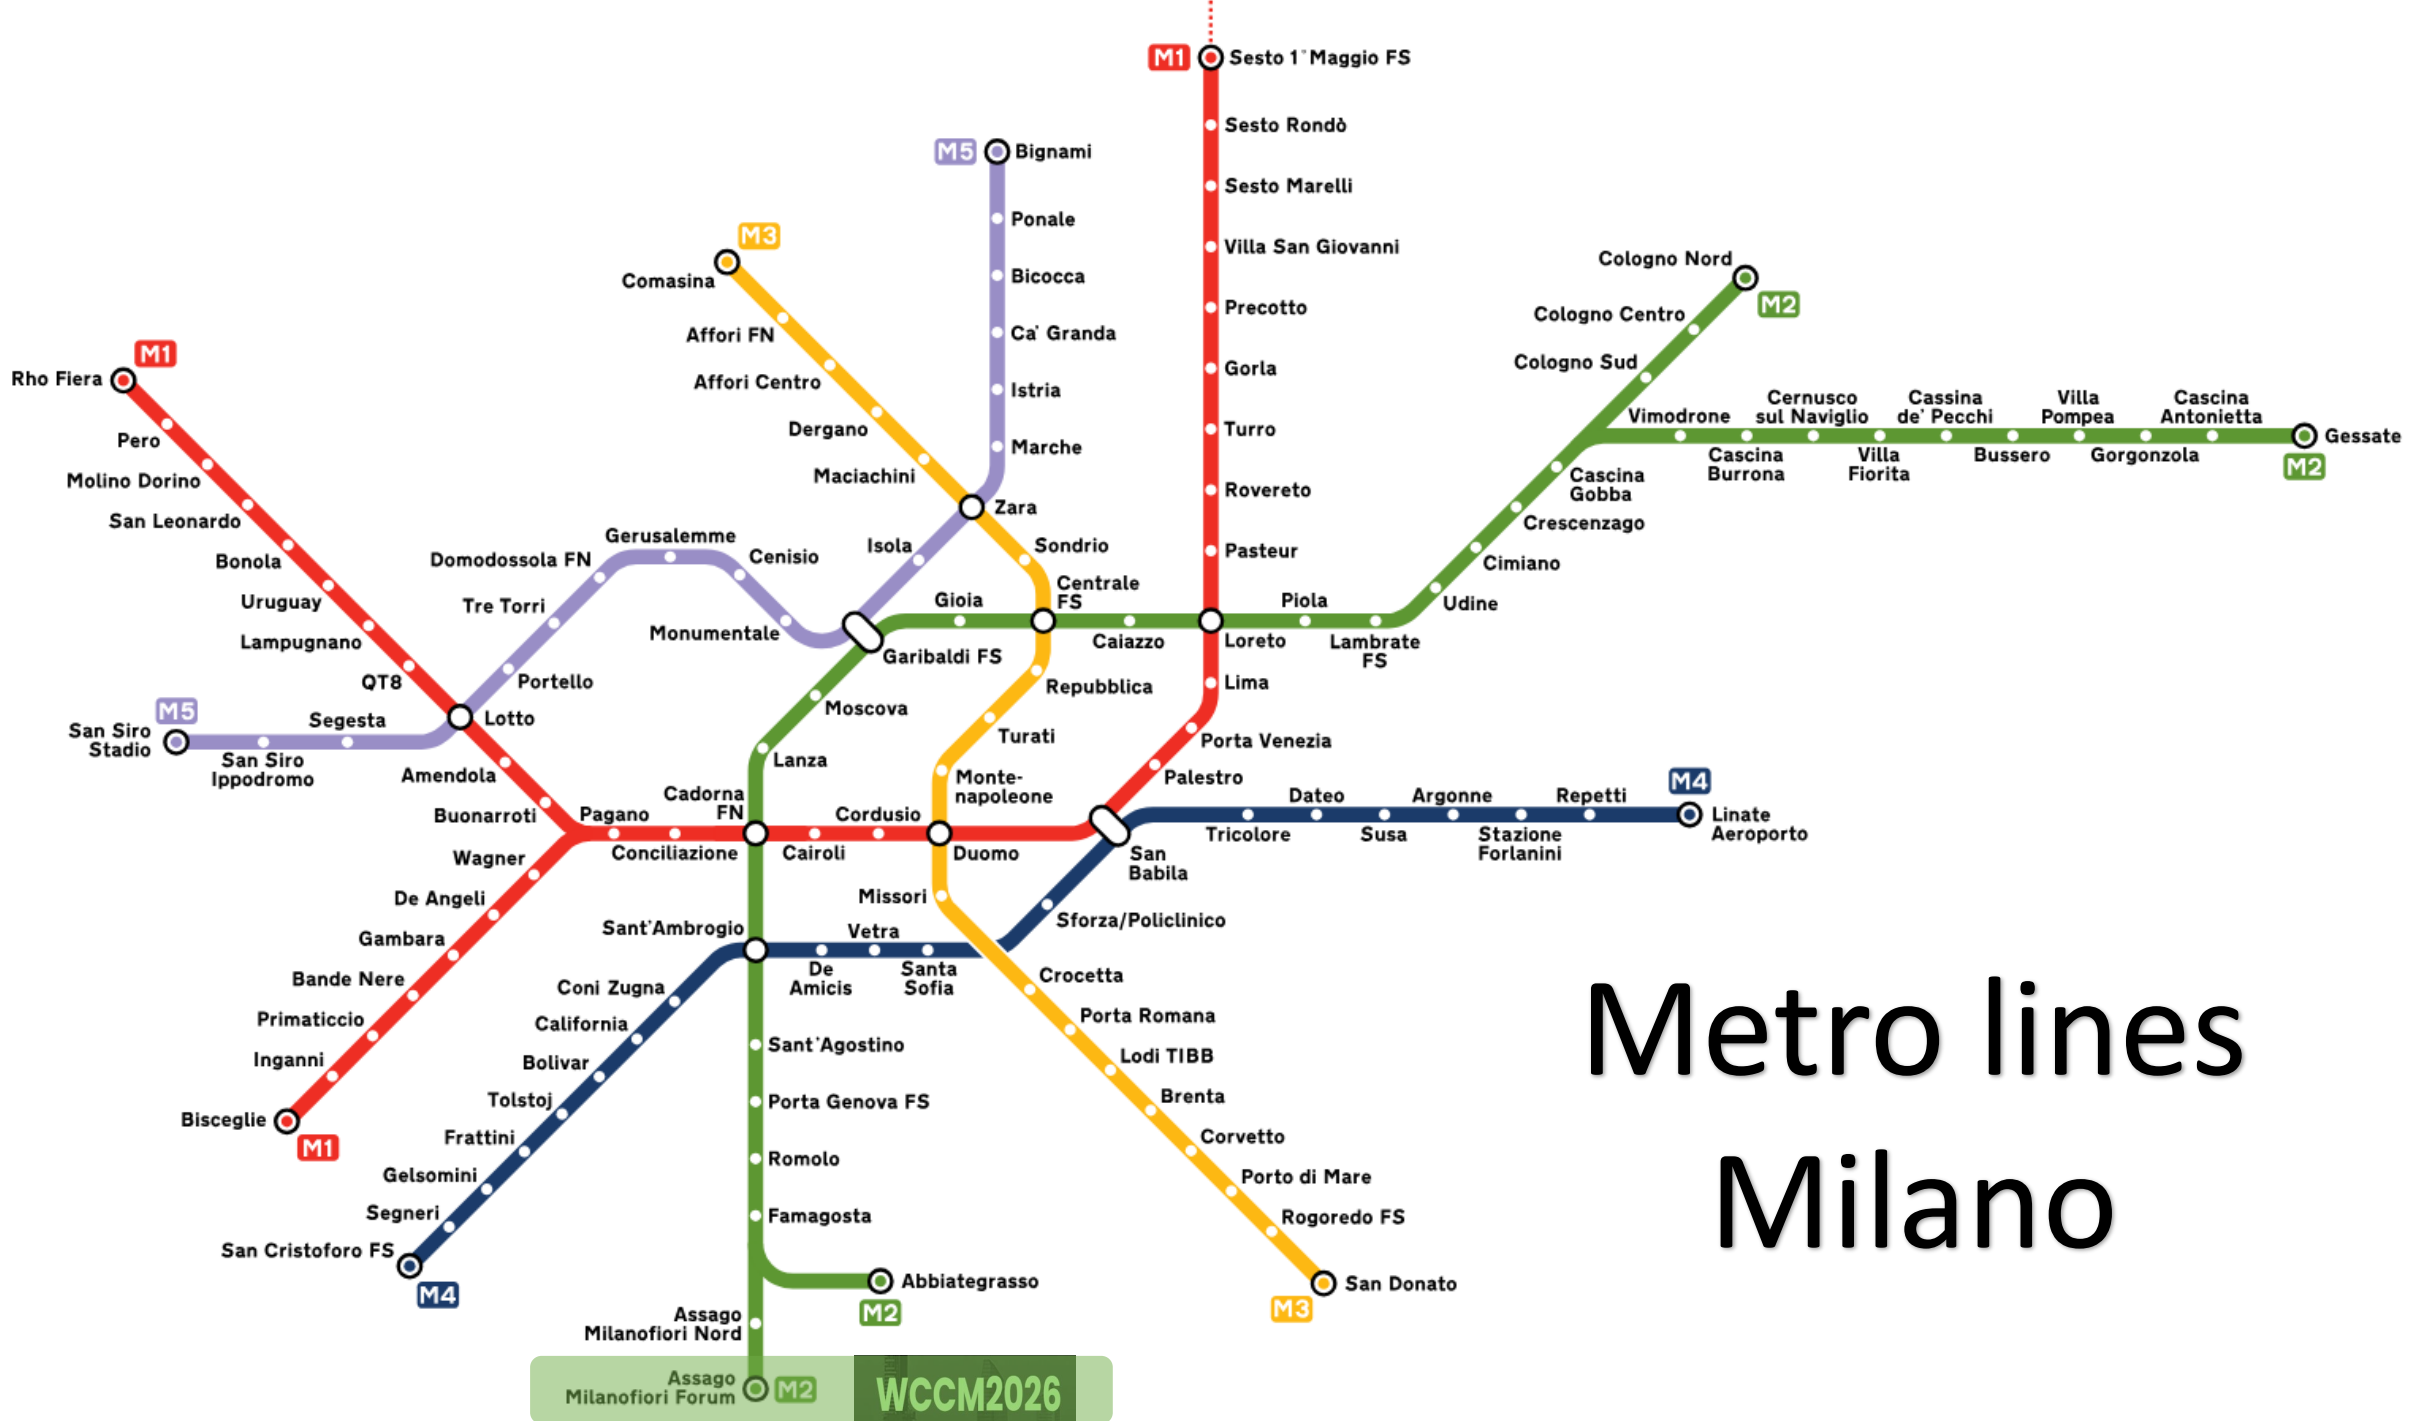 M1
Sesto 1°Maggio FS
Sesto Rondò
Sesto Marelli
Villa San Giovanni
Precotto
Gorla
Turro
Rovereto
Pasteur
Loreto
Lima
Porta Venezia
Palestro
San
Babila
M5
Bignami
Ponale
Bicocca
Ca' Granda
Istria
Marche
Zara
Isola
M3
Comasina
Affori FN
Affori Centro
Dergano
Maciachini
Sondrio
Centrale
FS
Repubblica
Turati
Monte-
napoleone
Duomo
Missori
Crocetta
Porta Romana
Lodi TIBB
Brenta
Corvetto
Porto di Mare
Rogoredo FS
San Donato
M3
M1
Rho Fiera
Pero
Molino Dorino
San Leonardo
Bonola
Uruguay
Lampugnano
QT8
Lotto
Amendola
Buonarroti
Pagano
Conciliazione
Cadorna
FN
Cairoli
Cordusio
Wagner
De Angeli
Gambara
Bande Nere
Primaticcio
Inganni
Bisceglie
M1
M5
San Siro
Stadio
San Siro
Ippodromo
Segesta
Portello
Tre Torri
Domodossola FN
Gerusalemme
Cenisio
Monumentale
Garibaldi FS
Gioia
Caiazzo
Piola
Lambrate
FS
Udine
Cimiano
Crescenzago
Cascina
Gobba
Cologno Sud
Cologno Centro
Cologno Nord
M2
Vimodrone
Cascina
Burrona
Cernusco
sul Naviglio
Villa
Fiorita
Cassina
de' Pecchi
Bussero
Villa
Pompea
Gorgonzola
Cascina
Antonietta
Gessate
M2
Moscova
Lanza
Sant'Ambrogio
Sant'Agostino
Porta Genova FS
Romolo
Famagosta
Abbiategrasso
M2
Assago
Milanofiori Nord
Assago
Milanofiori Forum
M2
WCCM2026
M4
Linate
Aeroporto
Repetti
Stazione
Forlanini
Argonne
Susa
Dateo
Tricolore
Sforza/Policlinico
Santa
Sofia
Vetra
De
Amicis
Coni Zugna
California
Bolivar
Tolstoj
Frattini
Gelsomini
Segneri
San Cristoforo FS
M4
Metro lines
Milano